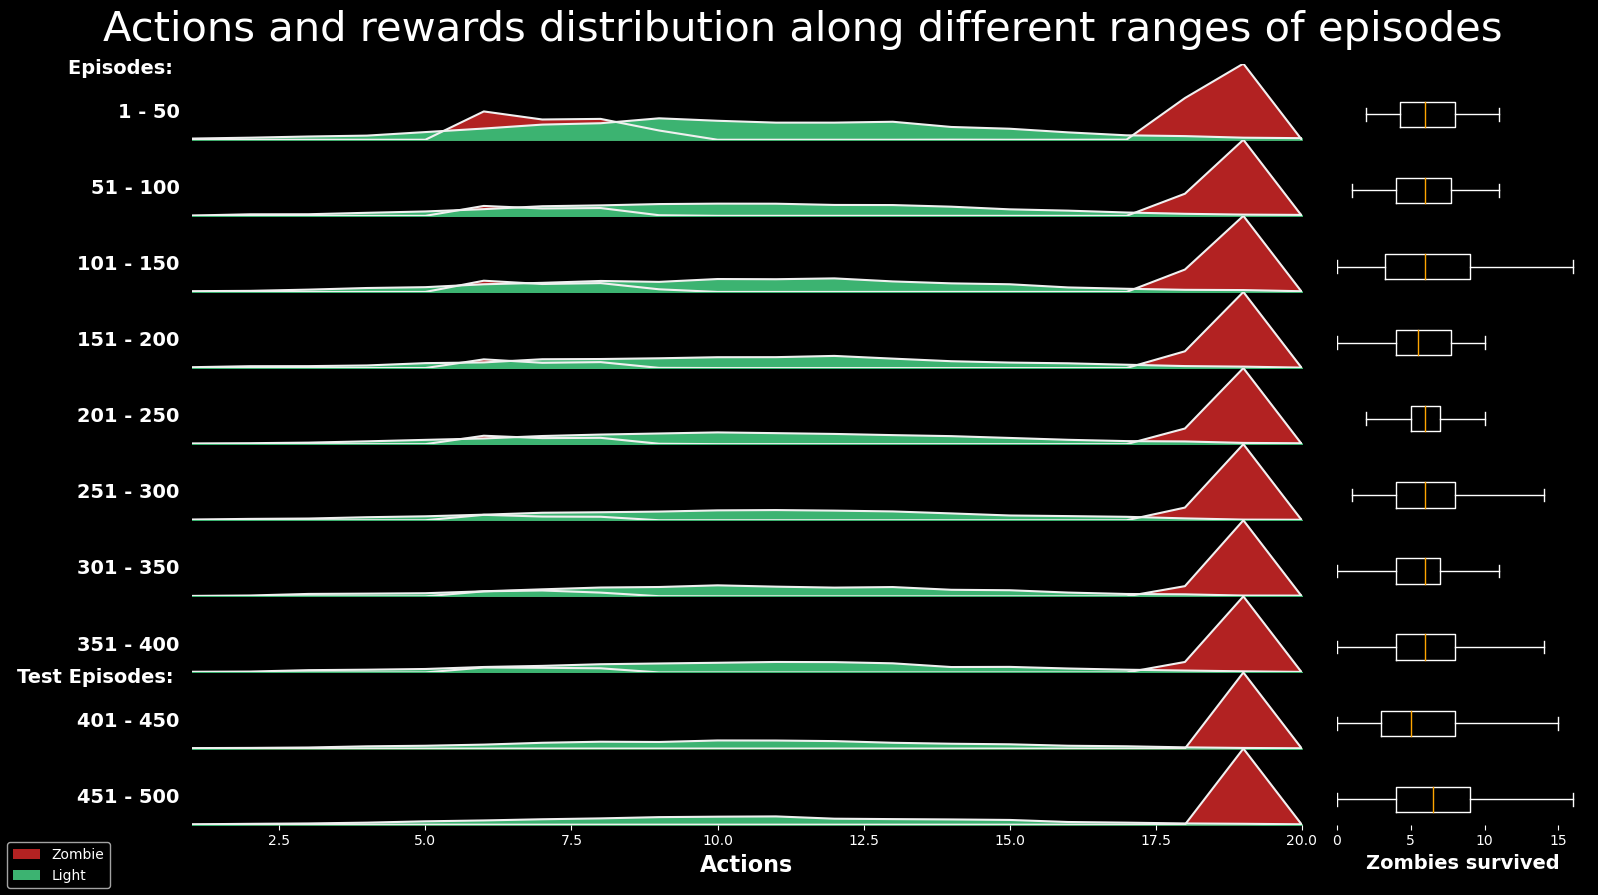 Actions and rewards distribution along different ranges of episodes
Episodes:
1 - 50
51 - 100
101 - 150
151 - 200
201 - 250
251 - 300
301 - 350
351 - 400
Test Episodes:
401 - 450
451 - 500
2.5 5.0 7.5 10.0 12.5 15.0 17.5 20.0
Actions
0 5 10 15
Zombies survived
Zombie
Light